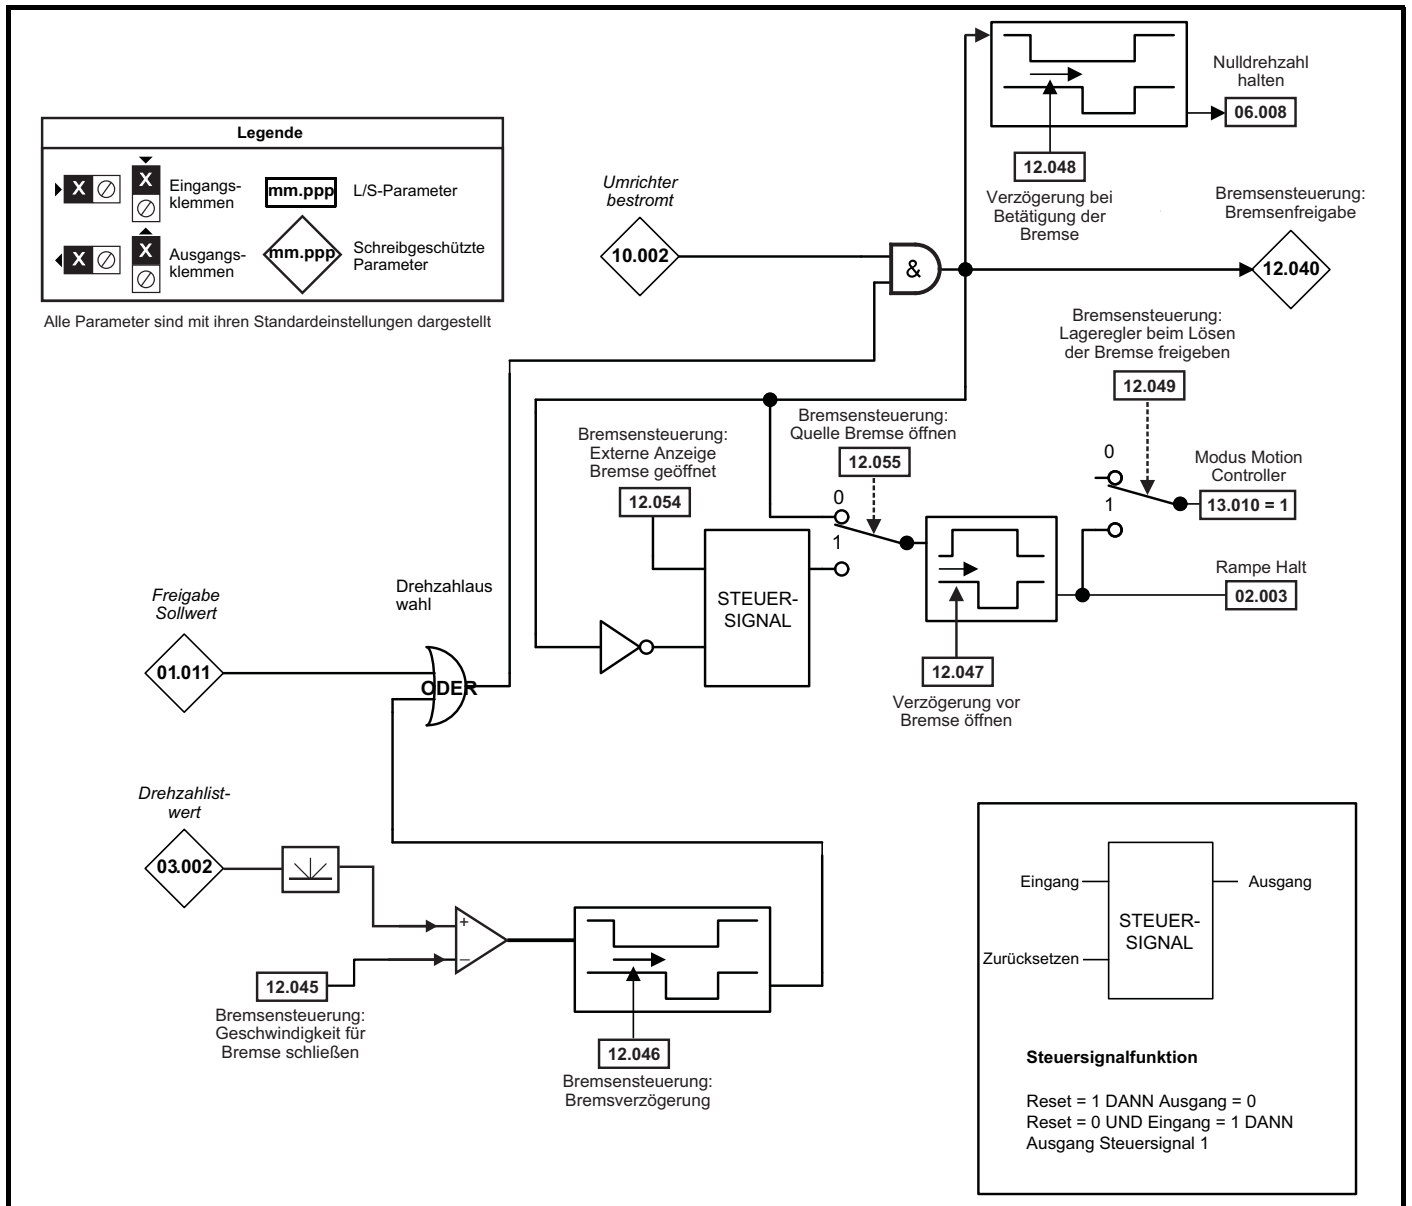 Legende
X
X
Eingangs-
klemmen
mm.ppp
L/S-Parameter
X
X
Ausgangs-
klemmen
mm.ppp
Schreibgeschützte
Parameter
Alle Parameter sind mit ihren Standardeinstellungen dargestellt
Nulldrehzahl
halten
06.008
12.048
Verzögerung bei
Betätigung der
Bremse
Umrichter
bestromt
10.002
&
Bremsensteuerung:
Bremsenfreigabe
12.040
Bremsensteuerung:
Lageregler beim Lösen
der Bremse freigeben
12.049
0
1
Modus Motion
Controller
13.010 = 1
Rampe Halt
02.003
Bremsensteuerung:
Externe Anzeige
Bremse geöffnet
12.054
Bremsensteuerung:
Quelle Bremse öffnen
12.055
0
1
STEUER-
SIGNAL
12.047
Verzögerung vor
Bremse öffnen
Freigabe
Sollwert
01.011
Drehzahlaus
wahl
ODER
Drehzahlist-
wert
03.002
+
–
12.045
Bremsensteuerung:
Geschwindigkeit für
Bremse schließen
12.046
Bremsensteuerung:
Bremsverzögerung
Eingang
Ausgang
STEUER-
SIGNAL
Zurücksetzen
Steuersignalfunktion
Reset = 1 DANN Ausgang = 0
Reset = 0 UND Eingang = 1 DANN
Ausgang Steuersignal 1